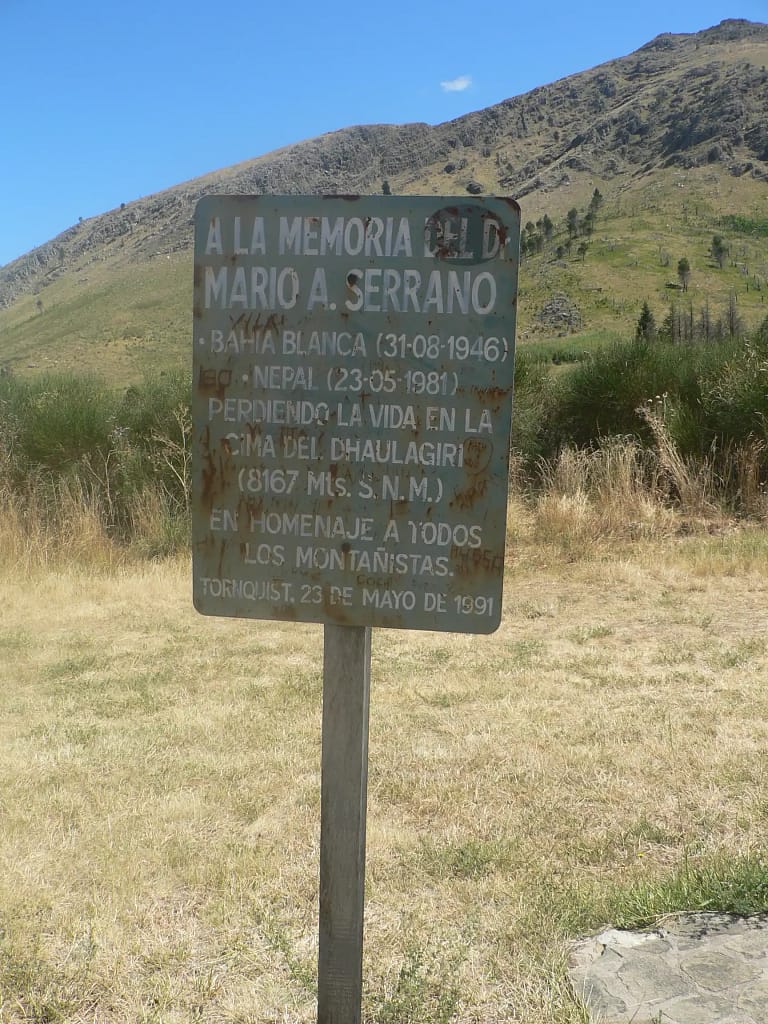 A LA MEMORIA DEL D
MARIO A. SERRANO
• BAHIA BLANCA (31-08-1946)
• NEPAL (23-05-1981)
PERDIENDO LA VIDA EN LA
CIMA DEL DHAULAGIRI
(8167 Mts. S.N.M.)
EN HOMENAJE A TODOS
LOS MONTAÑISTAS.
TORNQUIST, 23 DE MAYO DE 1991